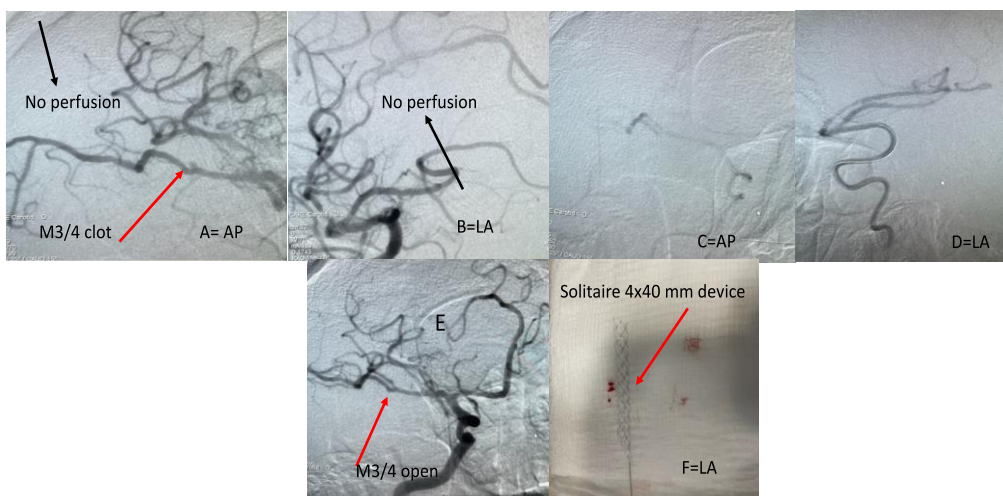 No perfusion
M3/4 clot
A= AP
No perfusion
B=LA
C=AP
D=LA
E
M3/4 open
Solitaire 4x40 mm device
F=LA